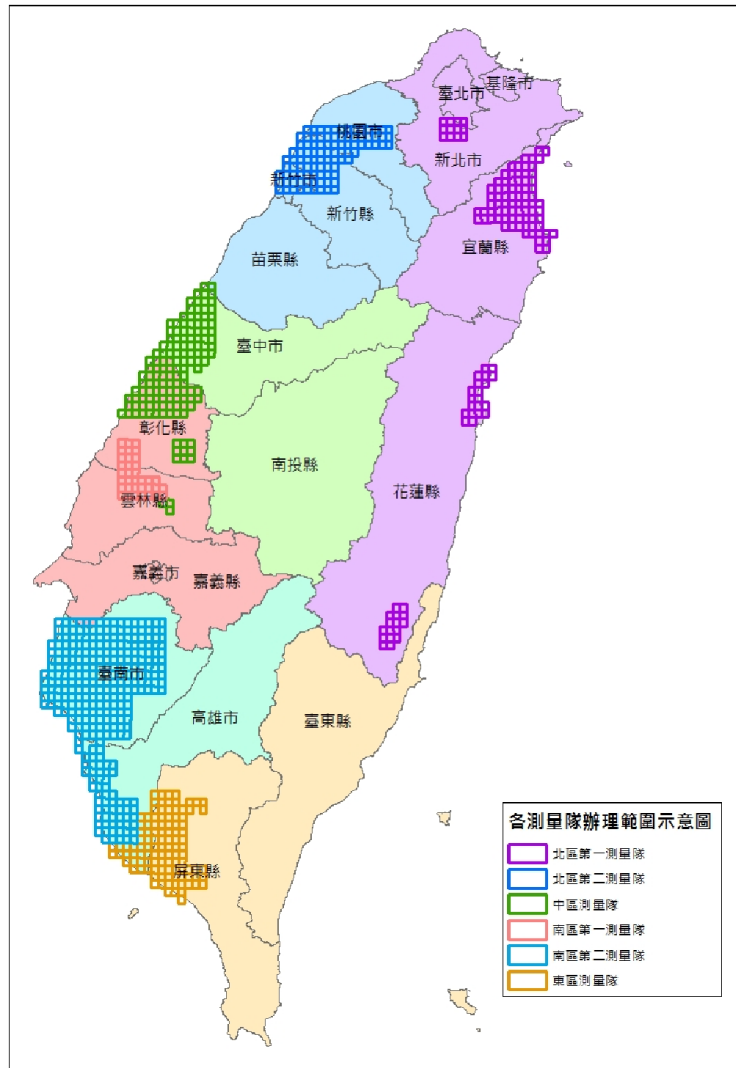 基隆市
臺北市
桃園市
新北市
新竹市
新竹縣
宜蘭縣
苗栗縣
臺中市
彰化縣
南投縣
花蓮縣
雲林縣
嘉義市
嘉義縣
臺南市
高雄市
臺東縣
屏東縣
各測量隊辦理範圍示意圖
北區第一測量隊
北區第二測量隊
中區測量隊
南區第一測量隊
南區第二測量隊
東區測量隊